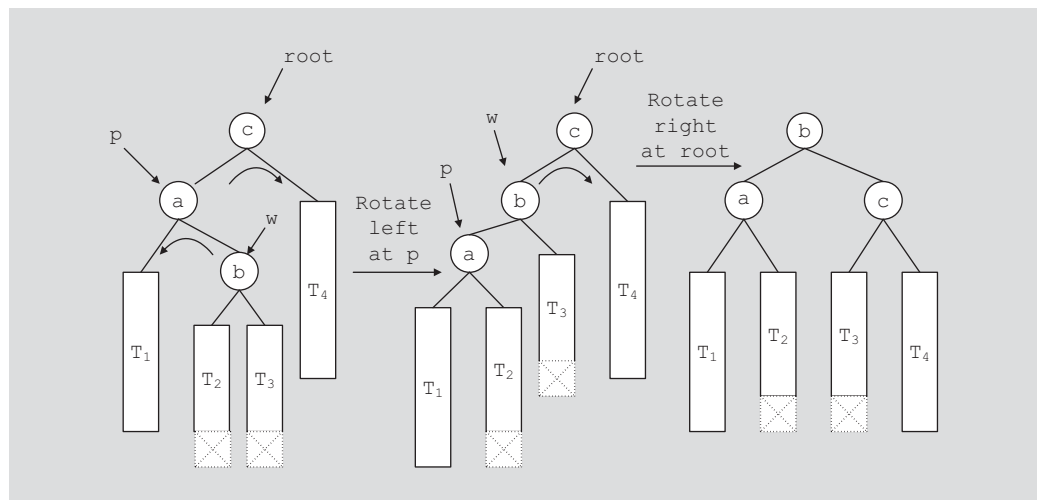 root
c
p
a
w
b
T₁
T₂
T₃
T₄
Rotate
left
at p
root
c
w
b
p
a
T₁
T₂
T₃
T₄
Rotate
right
at root
b
a
c
T₁
T₂
T₃
T₄